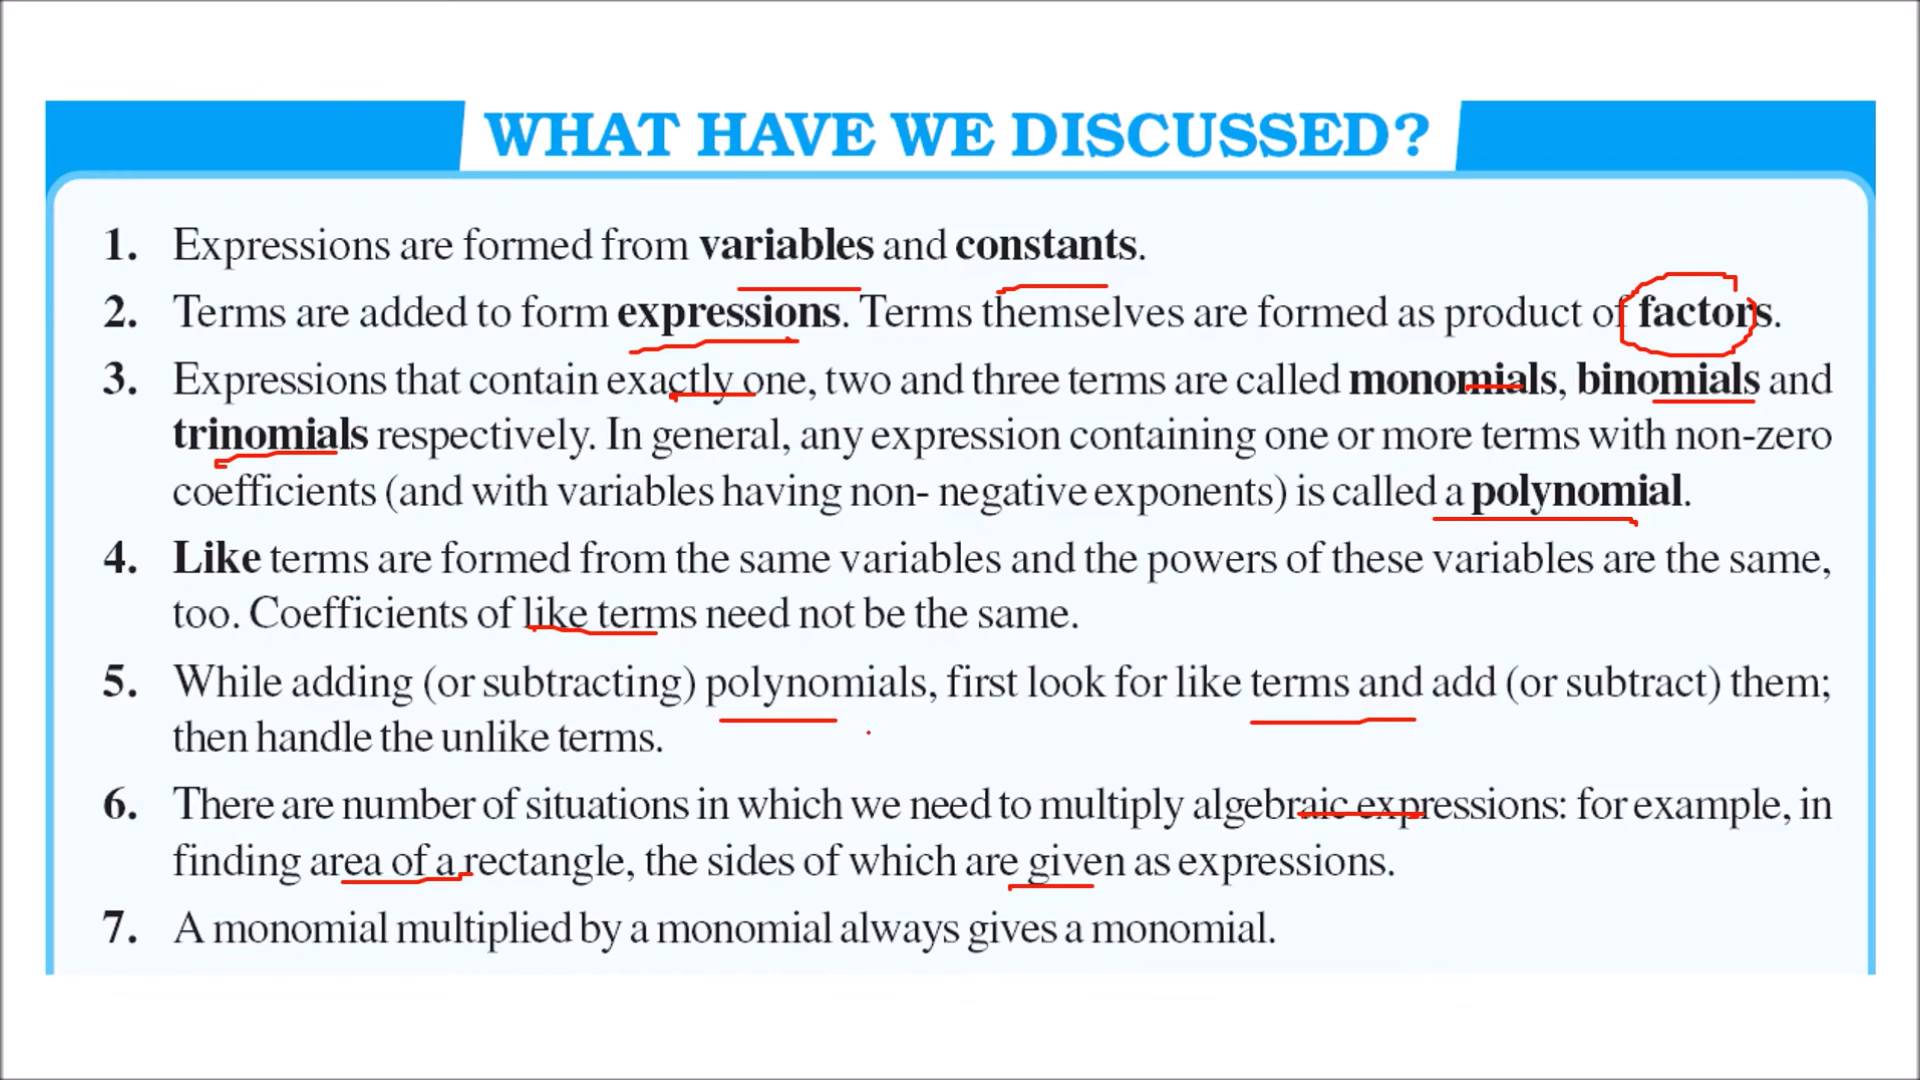 WHAT HAVE WE DISCUSSED?
1. Expressions are formed from variables and constants.
2. Terms are added to form expressions. Terms themselves are formed as product of factors.
3. Expressions that contain exactly one, two and three terms are called monomials, binomials and
trinomials respectively. In general, any expression containing one or more terms with non-zero
coefficients (and with variables having non- negative exponents) is called a polynomial.
4. Like terms are formed from the same variables and the powers of these variables are the same,
too. Coefficients of like terms need not be the same.
5. While adding (or subtracting) polynomials, first look for like terms and add (or subtract) them;
then handle the unlike terms.
6. There are number of situations in which we need to multiply algebraic expressions: for example, in
finding area of a rectangle, the sides of which are given as expressions.
7. A monomial multiplied by a monomial always gives a monomial.